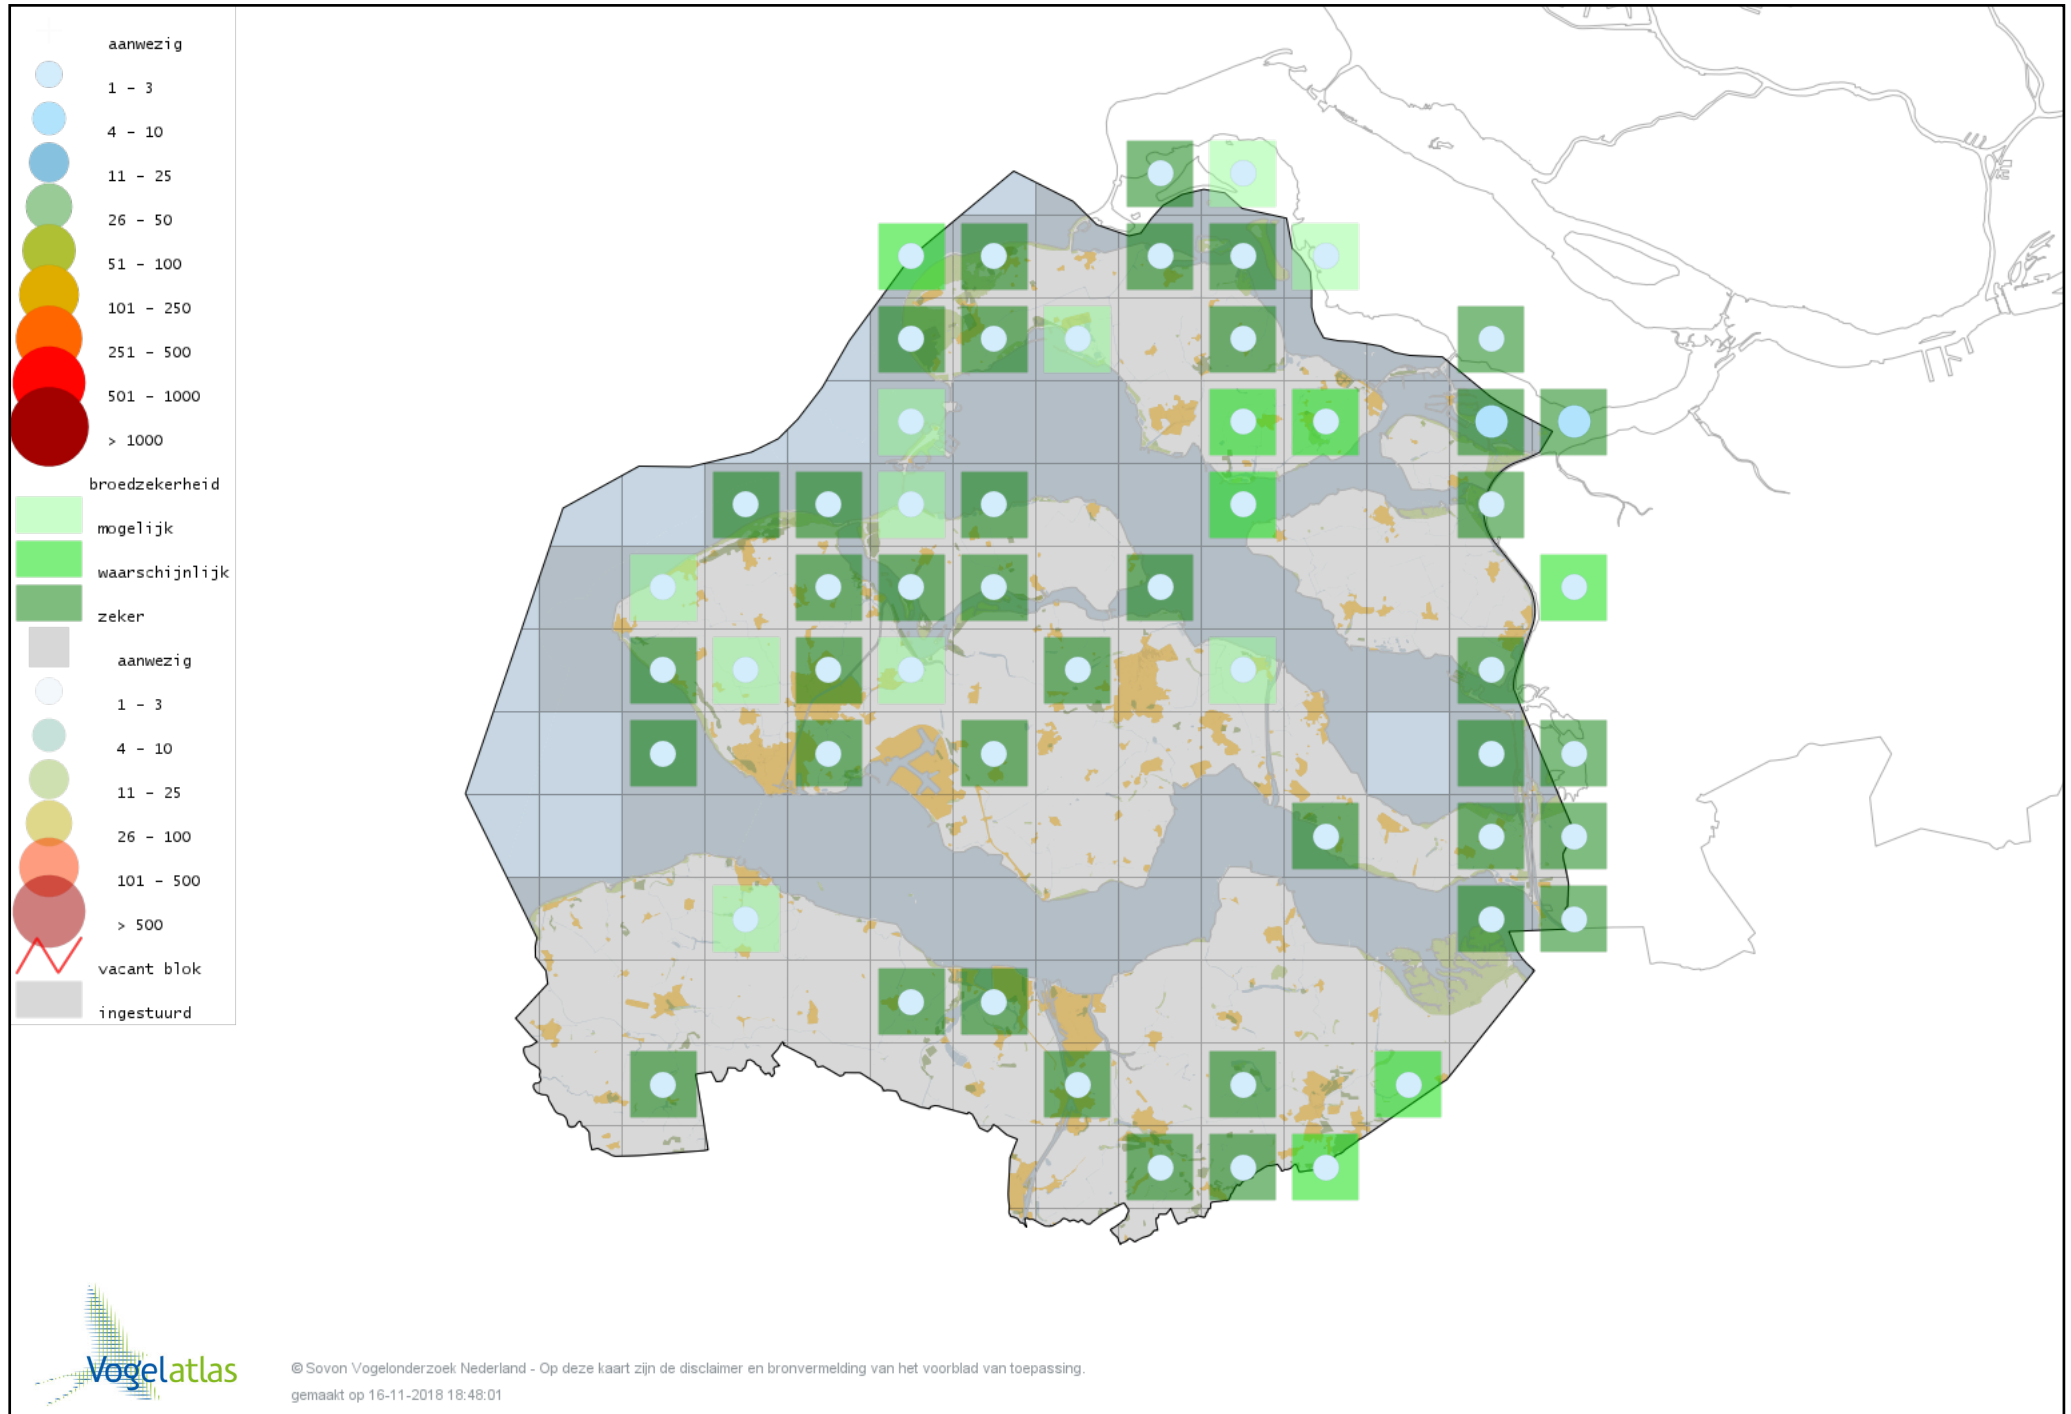 aanwezig
1 - 3
4 - 10
11 - 25
26 - 50
51 - 100
101 - 250
251 - 500
501 - 1000
> 1000
broedzekerheid
mogelijk
waarschijnlijk
zeker
aanwezig
1 - 3
4 - 10
11 - 25
26 - 100
101 - 500
> 500
vacant blok
ingestuurd
Vogelatlas
© Sovon Vogelonderzoek Nederland - Op deze kaart zijn de disclaimer en bronvermelding van het voorblad van toepassing.
gemaakt op 16-11-2018 18:48:01